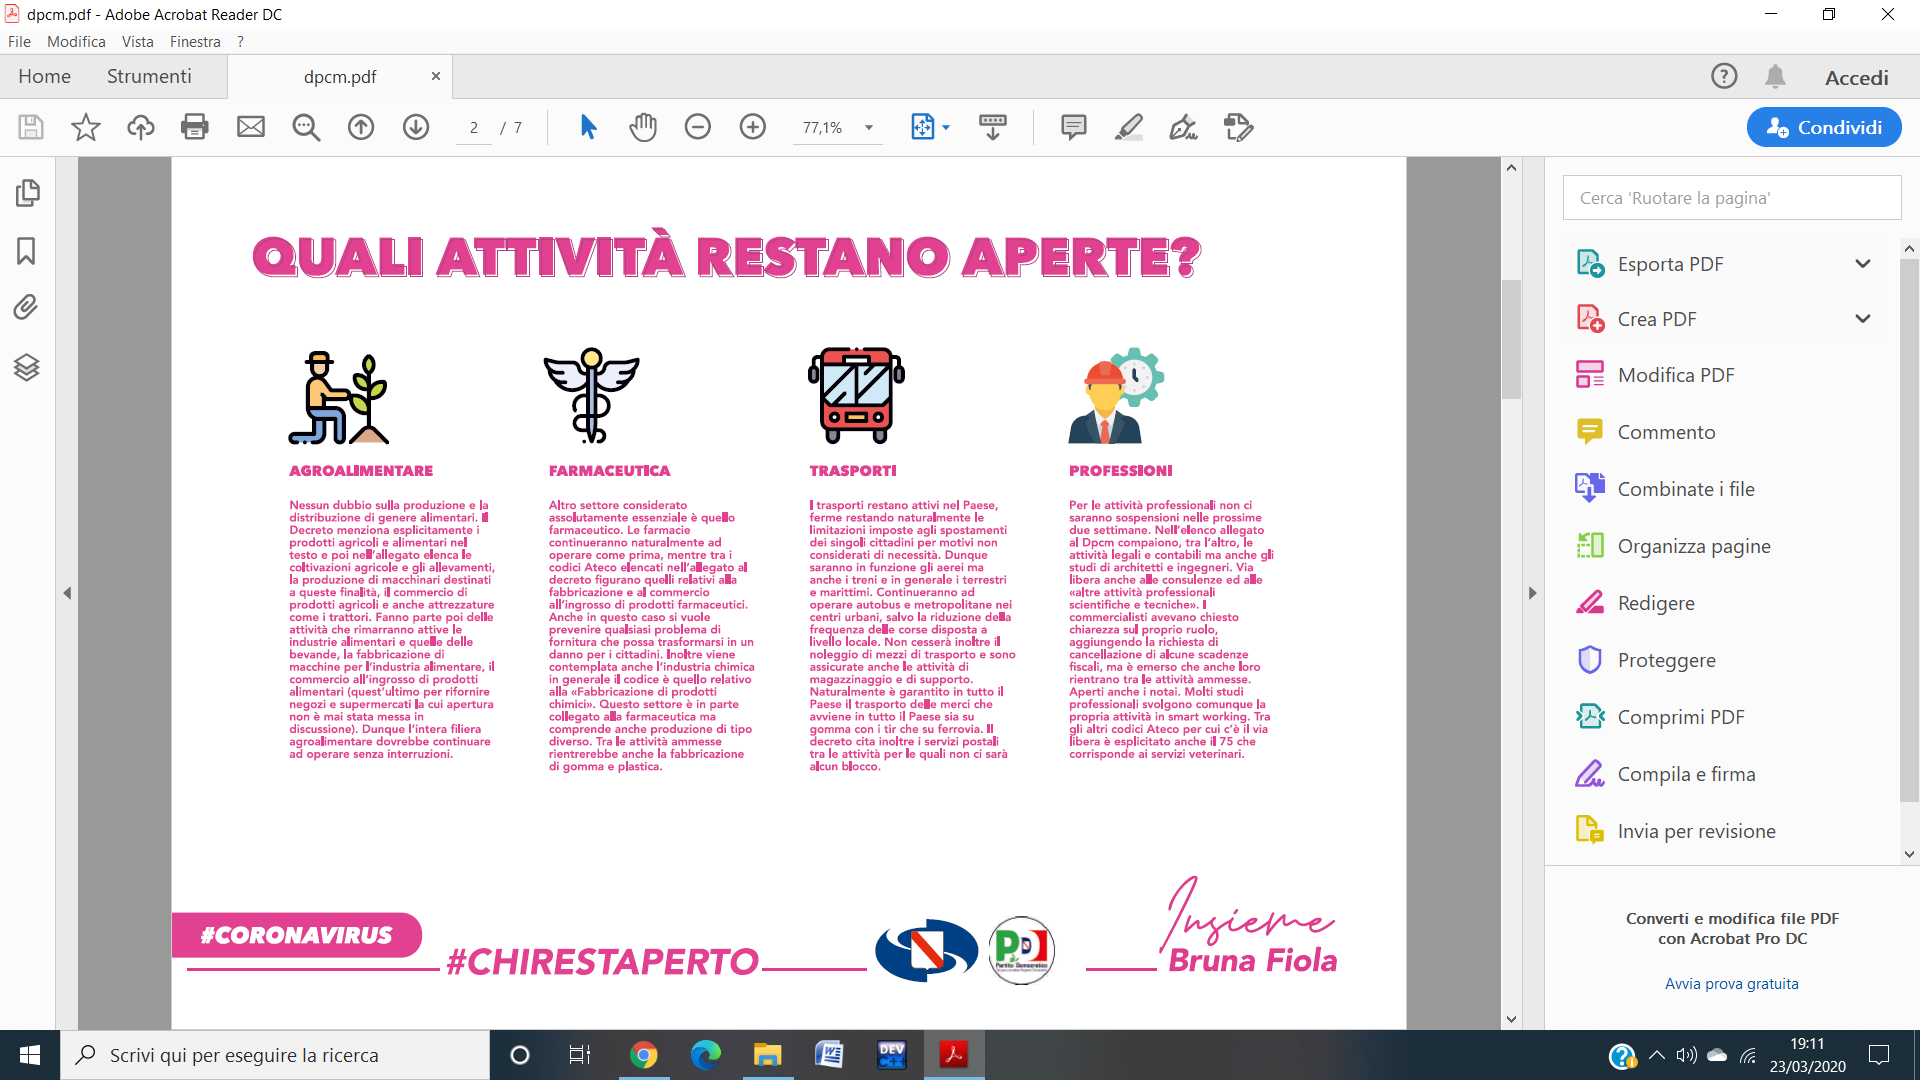 dpcm.pdf - Adobe Acrobat Reader DC
File Modifica Vista Finestra ?
Home Strumenti dpcm.pdf
Accedi
2 / 7
77,1%
Condividi
QUALI ATTIVITÀ RESTANO APERTE?
AGROALIMENTARE
Nessun dubbio sulla produzione e la
distribuzione di genere alimentari. Il
Decreto menziona esplicitamente i
prodotti agricoli e alimentari nel
testo e poi nell'allegato elenca le
coltivazioni agricole e gli allevamenti,
la produzione di macchinari destinati
a queste finalità, il commercio di
prodotti agricoli e anche attrezzature
come i trattori. Fanno parte poi delle
attività che rimarranno attive le
industrie alimentari e quelle delle
bevande, la fabbricazione di
macchine per l'industria alimentare, il
commercio all'ingrosso di prodotti
alimentari (quest'ultimo per rifornire
negozi e supermercati la cui apertura
non è mai stata messa in
discussione). Dunque l'intera filiera
agroalimentare dovrebbe continuare
ad operare senza interruzioni.
FARMACEUTICA
Altro settore considerato
assolutamente essenziale è quello
farmaceutico. Le farmacie
continueranno naturalmente ad
operare come prima, mentre tra i
codici Ateco elencati nell'allegato al
decreto figurano quelli relativi alla
fabbricazione e al commercio
all'ingrosso di prodotti farmaceutici.
Anche in questo caso si vuole
prevenire qualsiasi problema di
fornitura che possa trasformarsi in un
danno per i cittadini. Inoltre viene
contemplata anche l'industria chimica
in generale il codice è quello relativo
alla «Fabbricazione di prodotti
chimici». Questo settore è in parte
collegato alla farmaceutica ma
comprende anche produzione di tipo
diverso. Tra le attività ammesse
rientrerebbe anche la fabbricazione
di gomma e plastica.
TRASPORTI
I trasporti restano attivi nel Paese,
ferme restando naturalmente le
limitazioni imposte agli spostamenti
dei singoli cittadini per motivi non
considerati di necessità. Dunque
saranno in funzione gli aerei ma
anche i treni e in generale i terrestri
e marittimi. Continueranno ad
operare autobus e metropolitane nei
centri urbani, salvo la riduzione della
frequenza delle corse disposta a
livello locale. Non cesserà inoltre il
noleggio di mezzi di trasporto e sono
assicurate anche le attività di
magazzinaggio e di supporto.
Naturalmente è garantito in tutto il
Paese il trasporto delle merci che
avviene in tutto il Paese sia su
gomma con i tir che su ferrovia. Il
decreto cita inoltre i servizi postali
tra le attività per le quali non ci sarà
alcun blocco.
PROFESSIONI
Per le attività professionali non ci
saranno sospensioni nelle prossime
due settimane. Nell'elenco allegato
al Dpcm compaiono, tra l'altro, le
attività legali e contabili ma anche gli
studi di architetti e ingegneri. Via
libera anche alle consulenze ed alle
«altre attività professionali
scientifiche e tecniche». I
commercialisti avevano chiesto
chiarezza sul proprio ruolo,
aggiungendo la richiesta di
cancellazione di alcune scadenze
fiscali, ma è emerso che anche loro
rientrano tra le attività ammesse.
Aperti anche i notai. Molti studi
professionali svolgono comunque la
propria attività in smart working. Tra
gli altri codici Ateco per cui c'è il via
libera è esplicitato anche il 75 che
corrisponde ai servizi veterinari.
#CORONAVIRUS
#CHIRESTAPERTO
PD
Partito Democratico
Insieme
Bruna Fiola
Cerca 'Ruotare la pagina'
Esporta PDF
Crea PDF
Modifica PDF
Commento
Combinate i file
Organizza pagine
Redigere
Proteggere
Comprimi PDF
Compila e firma
Invia per revisione
Converti e modifica file PDF
con Acrobat Pro DC
Avvia prova gratuita
Scrivi qui per eseguire la ricerca
DEV
C++
19:11
23/03/2020